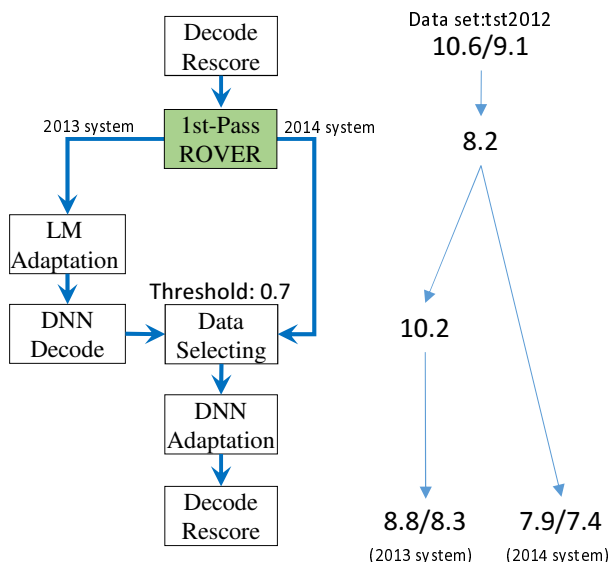 Data set:tst2012
10.6/9.1
Decode
Rescore
2013 system
1st-Pass
ROVER
2014 system
8.2
LM
Adaptation
Threshold: 0.7
DNN
Decode
Data
Selecting
10.2
DNN
Adaptation
Decode
Rescore
8.8/8.3
(2013 system)
7.9/7.4
(2014 system)